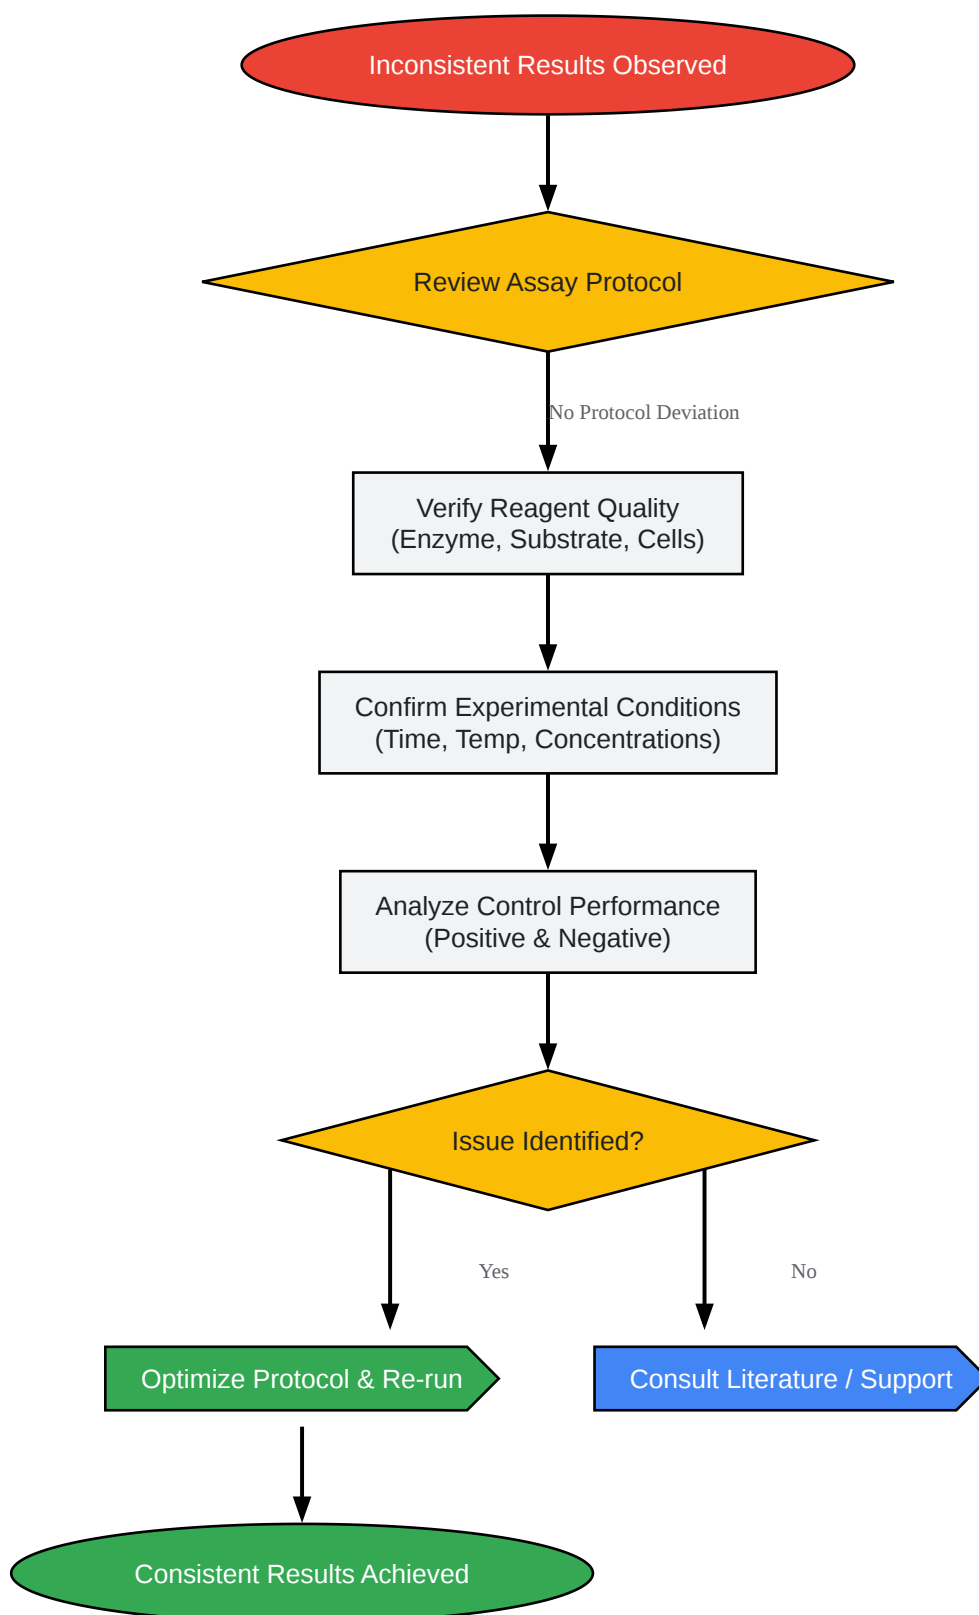 Inconsistent Results Observed
Review Assay Protocol
No Protocol Deviation
Verify Reagent Quality
(Enzyme, Substrate, Cells)
Confirm Experimental Conditions
(Time, Temp, Concentrations)
Analyze Control Performance
(Positive & Negative)
Issue Identified?
Yes
No
Optimize Protocol & Re-run
Consult Literature / Support
Consistent Results Achieved